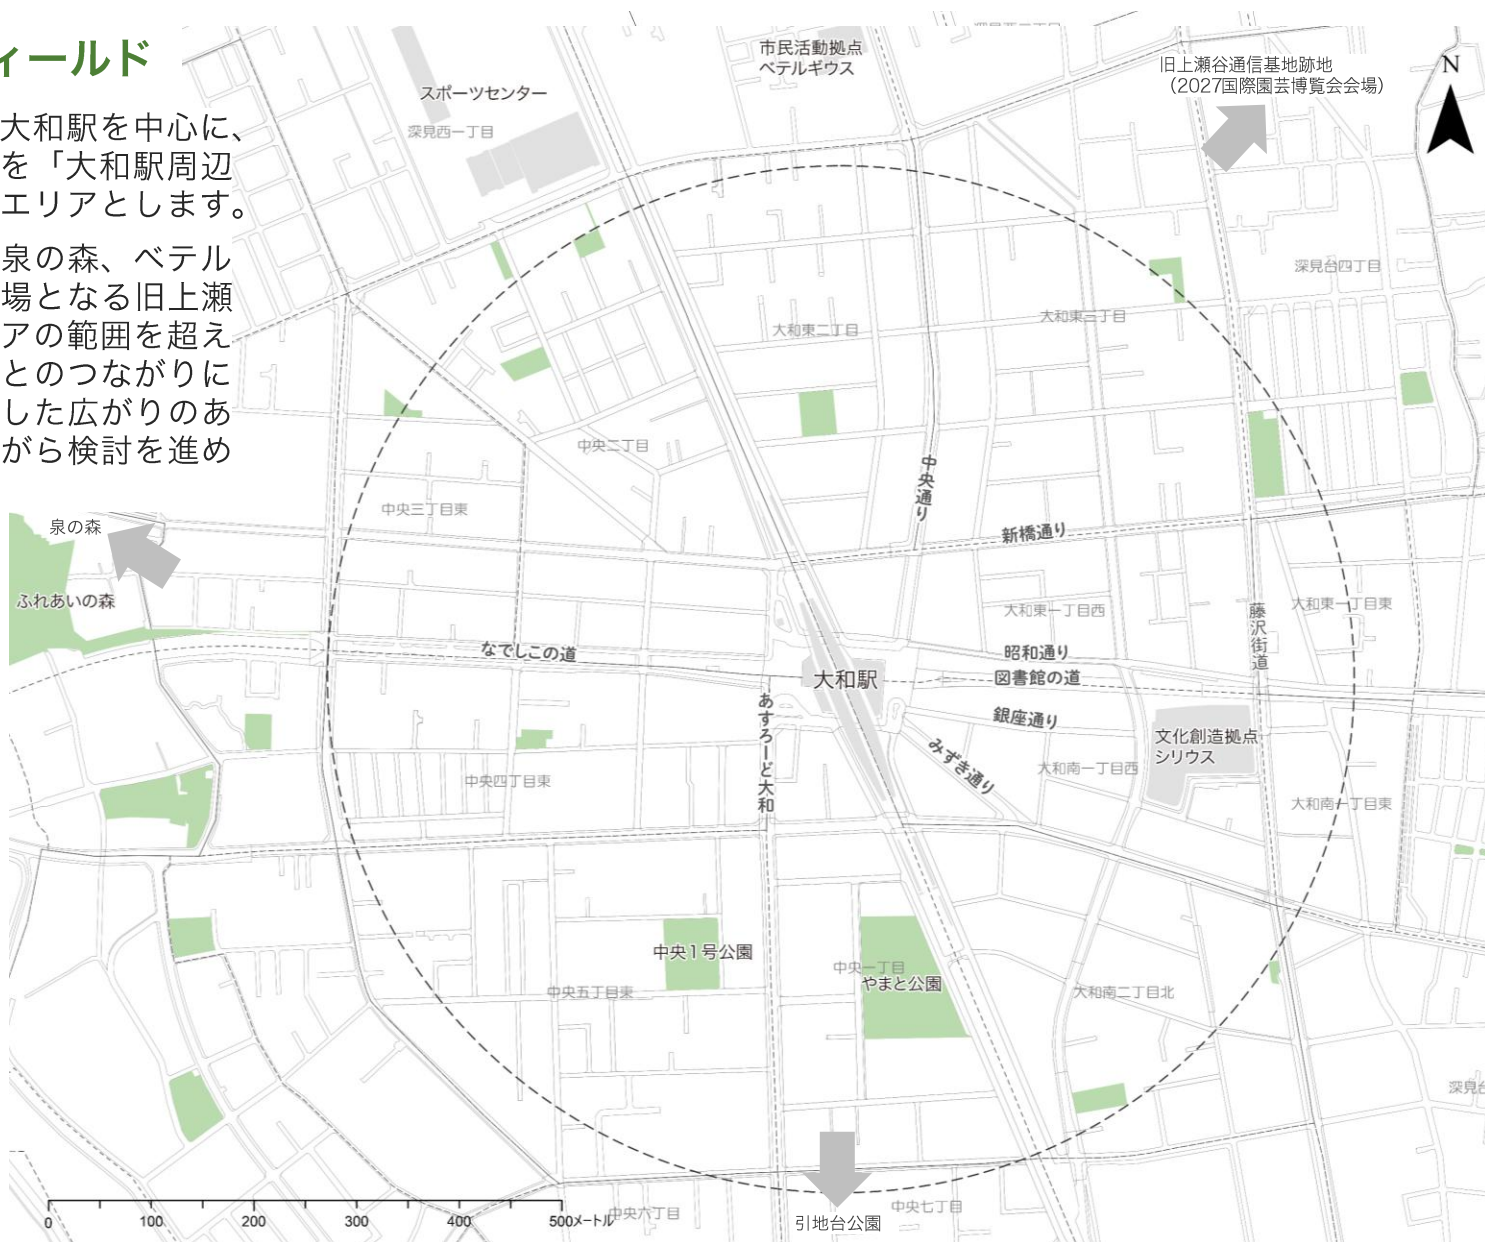 ィールド
大和駅を中心に、
を「大和駅周辺
エリアとします。
泉の森、ベテル
場となる旧上瀬
アの範囲を超え
とのつながりに
した広がりのあ
がら検討を進め
市民活動拠点
ベテルギウス
旧上瀬谷通信基地跡地
（2027国際園芸博覧会会場）
N
スポーツセンター
深見西一丁目
深見台四丁目
大和東二丁目
大和東三丁目
中央二丁目
中央通り
中央三丁目東
新橋通り
泉の森
ふれあいの森
大和東一丁目西
大和東一丁目東
藤沢街道
なでしこの道
昭和通り
図書館の道
大和駅
銀座通り
あすろーど大和
みずき通り
文化創造拠点
シリウス
中央四丁目東
大和南一丁目西
大和南一丁目東
中央1号公園
中央一丁目
やまと公園
中央五丁目東
大和南二丁目北
深見台
0 100 200 300 400 500メートル
中央六丁目
中央七丁目
引地台公園